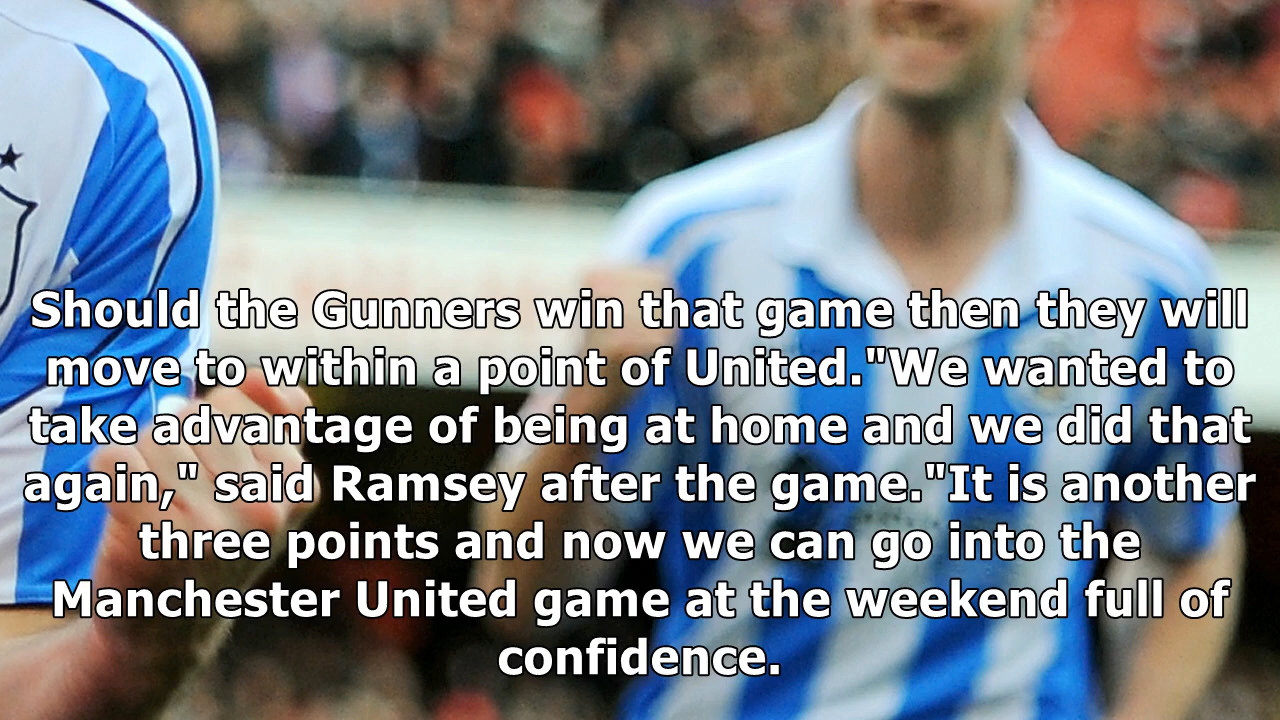 Should the Gunners win that game then they will
move to within a point of United."We wanted to
take advantage of being at home and we did that
again," said Ramsey after the game."It is another
three points and now we can go into the
Manchester United game at the weekend full of
confidence.